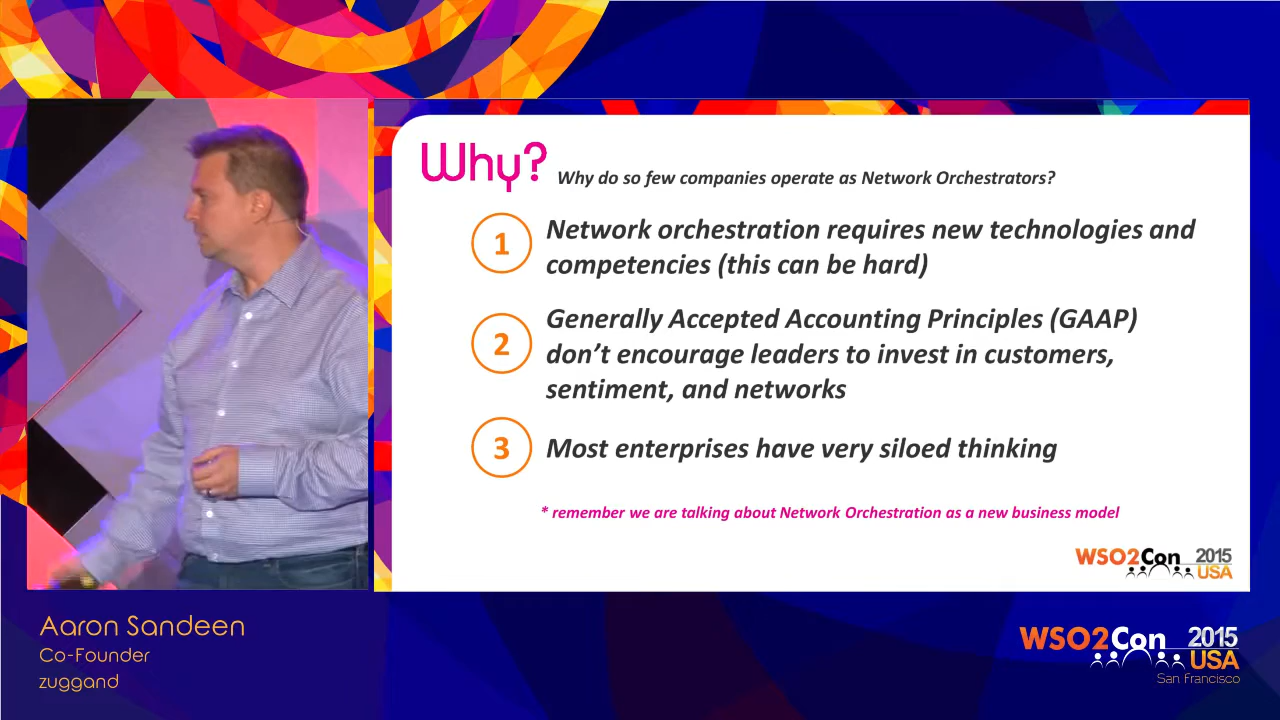 Why? Why do so few companies operate as Network Orchestrators?
1 Network orchestration requires new technologies and
competencies (this can be hard)
2 Generally Accepted Accounting Principles (GAAP)
don't encourage leaders to invest in customers,
sentiment, and networks
3 Most enterprises have very siloed thinking
* remember we are talking about Network Orchestration as a new business model
WSO2Con 2015
USA
Aaron Sandeen
Co-Founder
zuggand
WSO2Con 2015
USA
San Francisco